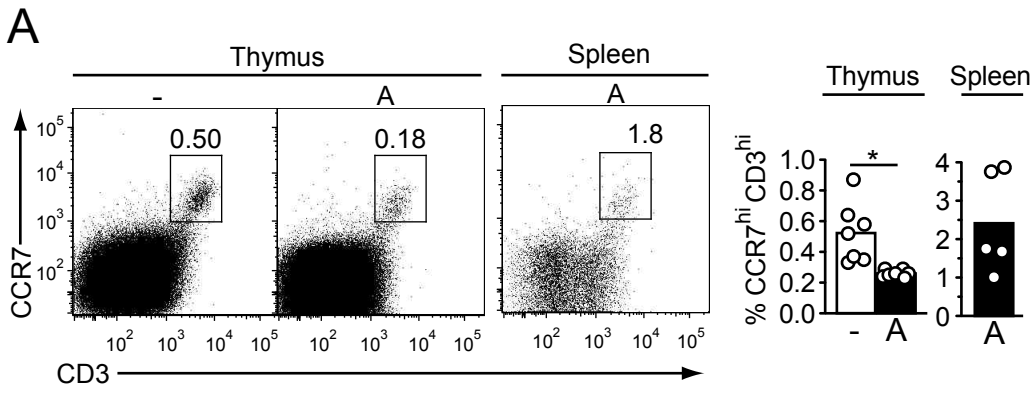 A
Thymus
Spleen
- A A
0.50
0.18
1.8
CCR7
10^5
10^4
10^3
10^2
10^2 10^3 10^4 10^5
10^2 10^3 10^4 10^5
10^2 10^3 10^4 10^5
CD3
Thymus
Spleen
% CCR7^hi CD3^hi
*
1.0
0.8
0.6
0.4
0.2
0.0
- A
4
3
2
1
0
A